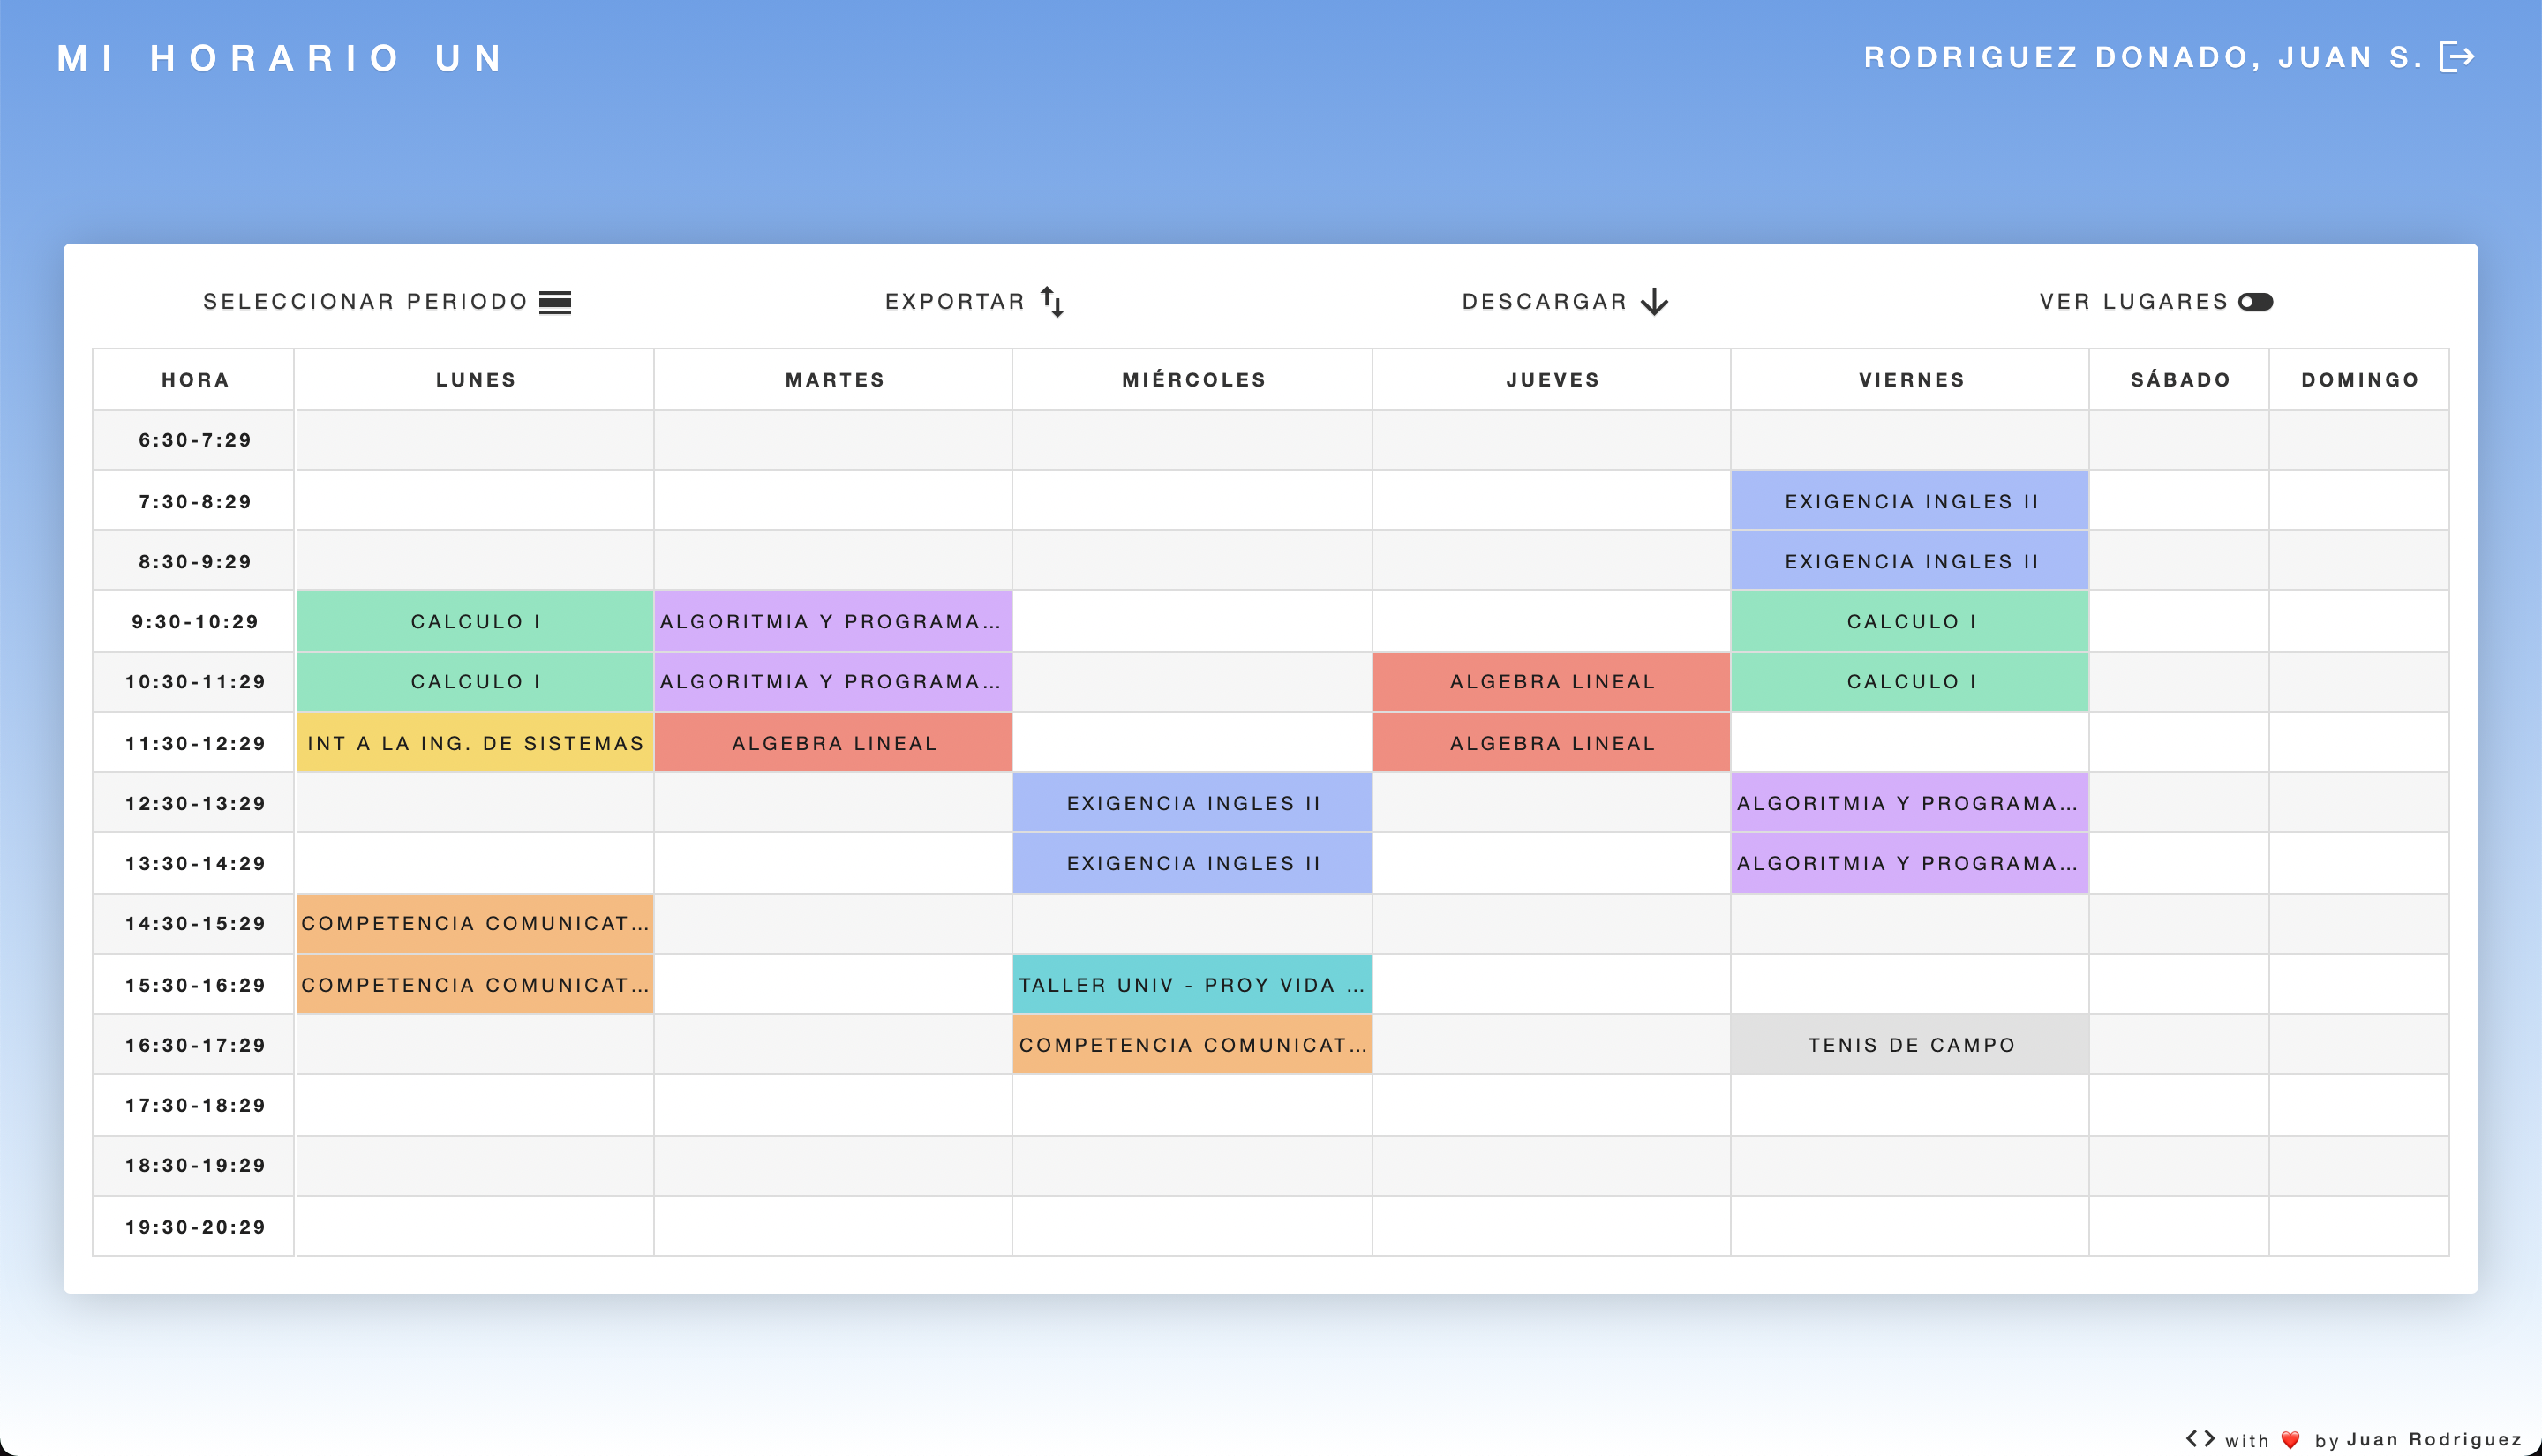 MI HORARIO UN
RODRIGUEZ DONADO, JUAN S.
SELECCIONAR PERIODO EXPORTAR DESCARGAR VER LUGARES
HORA LUNES MARTES MIÉRCOLES JUEVES VIERNES SÁBADO DOMINGO
6:30-7:29
7:30-8:29 EXIGENCIA INGLES II
8:30-9:29 EXIGENCIA INGLES II
9:30-10:29 CALCULO I ALGORITMIA Y PROGRAMA... CALCULO I
10:30-11:29 CALCULO I ALGORITMIA Y PROGRAMA... ALGEBRA LINEAL CALCULO I
11:30-12:29 INT A LA ING. DE SISTEMAS ALGEBRA LINEAL ALGEBRA LINEAL
12:30-13:29 EXIGENCIA INGLES II ALGORITMIA Y PROGRAMA...
13:30-14:29 EXIGENCIA INGLES II ALGORITMIA Y PROGRAMA...
14:30-15:29 COMPETENCIA COMUNICAT...
15:30-16:29 COMPETENCIA COMUNICAT... TALLER UNIV - PROY VIDA ...
16:30-17:29 COMPETENCIA COMUNICAT... TENIS DE CAMPO
17:30-18:29
18:30-19:29
19:30-20:29
<> with ❤️ by Juan Rodriguez